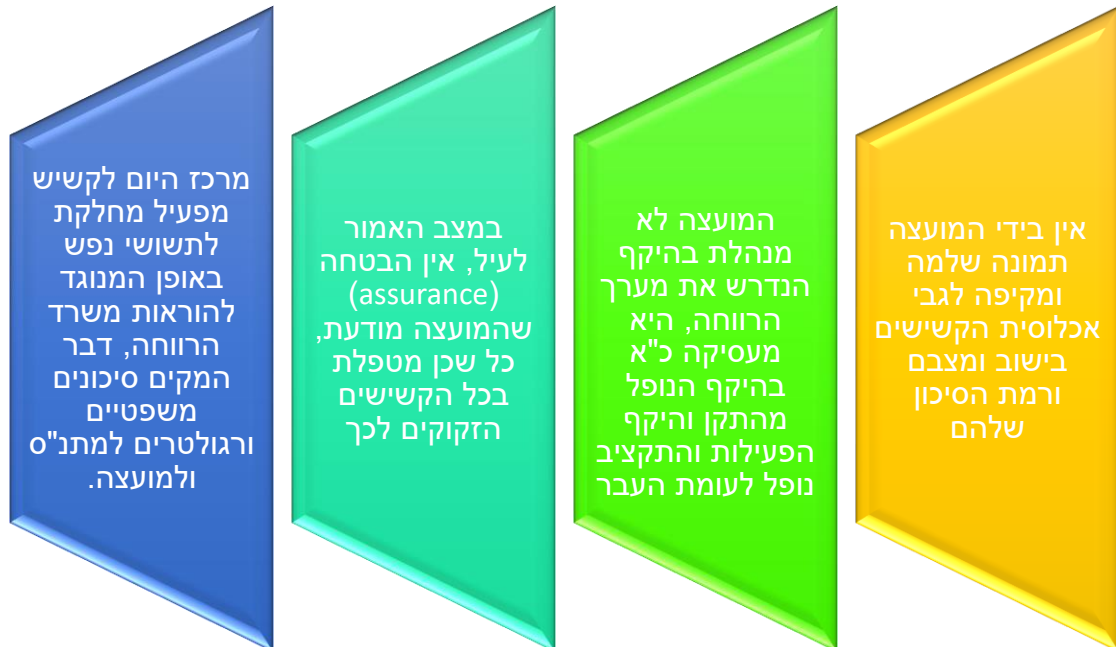 אין בידי המועצה
תמונה שלמה
ומקיפה לגבי
אכלוסית הקשישים
בישוב ומצבם
ורמת הסיכון
שלהם
המועצה לא
מנהלת בהיקף
הנדרש את מערך
הרווחה, היא
מעסיקה כ"א
בהיקף הנופל
מהתקן והיקף
הפעילות והתקציב
נופל לעומת העבר
במצב האמור
לעיל, אין הבטחה
(assurance)
שהמועצה מודעת,
כל שכן מטפלת
בכל הקשישים
הזקוקים לכך
מרכז היום לקשיש
מפעיל מחלקת
לתשושי נפש
באופן המנוגד
להוראות משרד
הרווחה, דבר
המקים סיכונים
משפטיים
ורגולטרים למתנ"ס
ולמועצה.